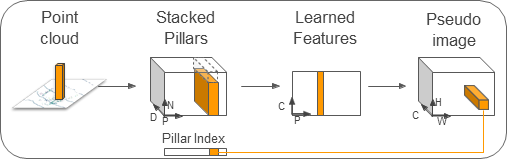 Point
cloud
Stacked
Pillars
Learned
Features
Pseudo
image
N
D P
C
P
H
C W
Pillar Index